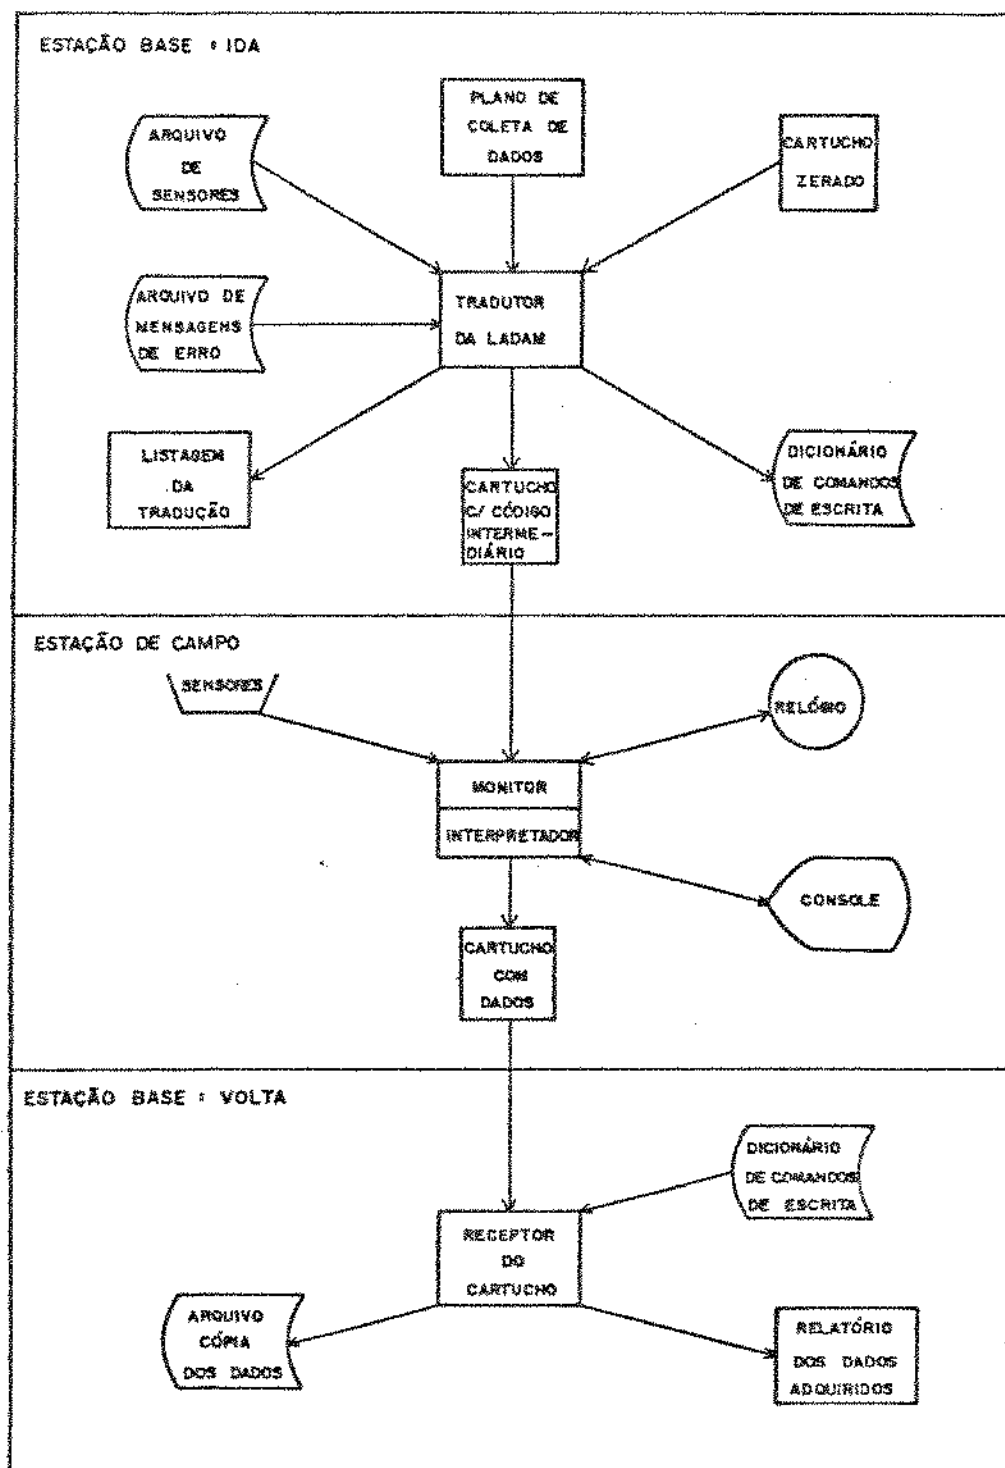 ESTAÇÃO BASE : IDA
PLANO DE
COLETA DE
DADOS
ARQUIVO
DE
SENSORES
CARTUCHO
ZERADO
ARQUIVO DE
MENSAGENS
DE ERRO
TRADUTOR
DA LADAM
LISTAGEM
DA
TRADUÇÃO
CARTUCHO
C/ CÓDIGO
INTERME-
DIÁRIO
DICIONÁRIO
DE COMANDOS
DE ESCRITA
ESTAÇÃO DE CAMPO
SENSORES
RELÓGIO
MONITOR
INTERPRETADOR
CONSOLE
CARTUCHO
COM
DADOS
ESTAÇÃO BASE : VOLTA
DICIONÁRIO
DE COMANDOS
DE ESCRITA
RECEPTOR
DO
CARTUCHO
ARQUIVO
CÓPIA
DOS DADOS
RELATÓRIO
DOS DADOS
ADQUIRIDOS